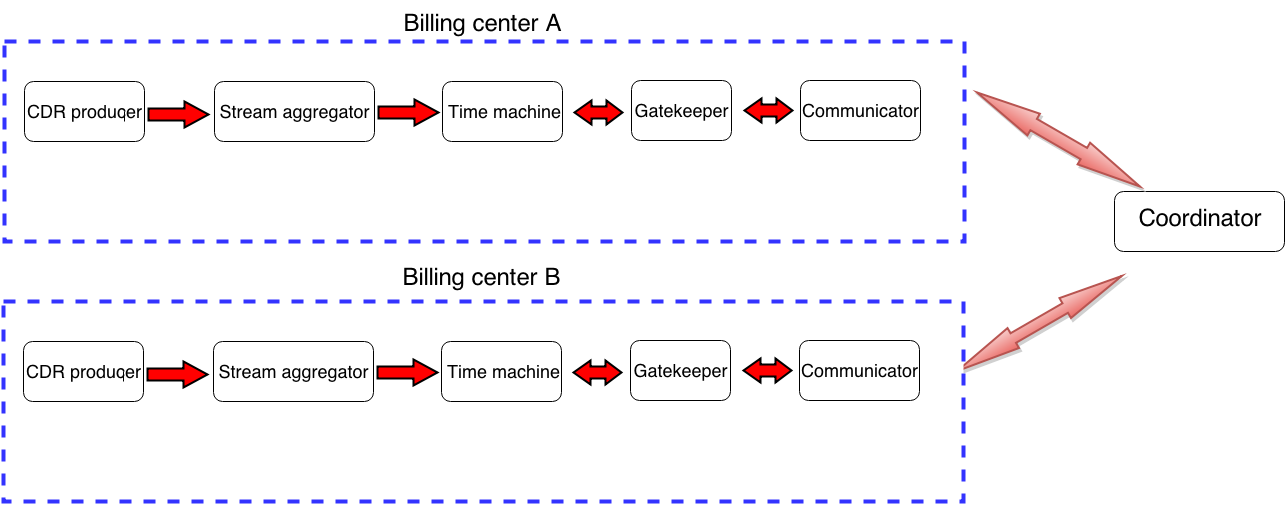 Billing center A
CDR produqer
Stream aggregator
Time machine
Gatekeeper
Communicator
Coordinator
Billing center B
CDR produqer
Stream aggregator
Time machine
Gatekeeper
Communicator